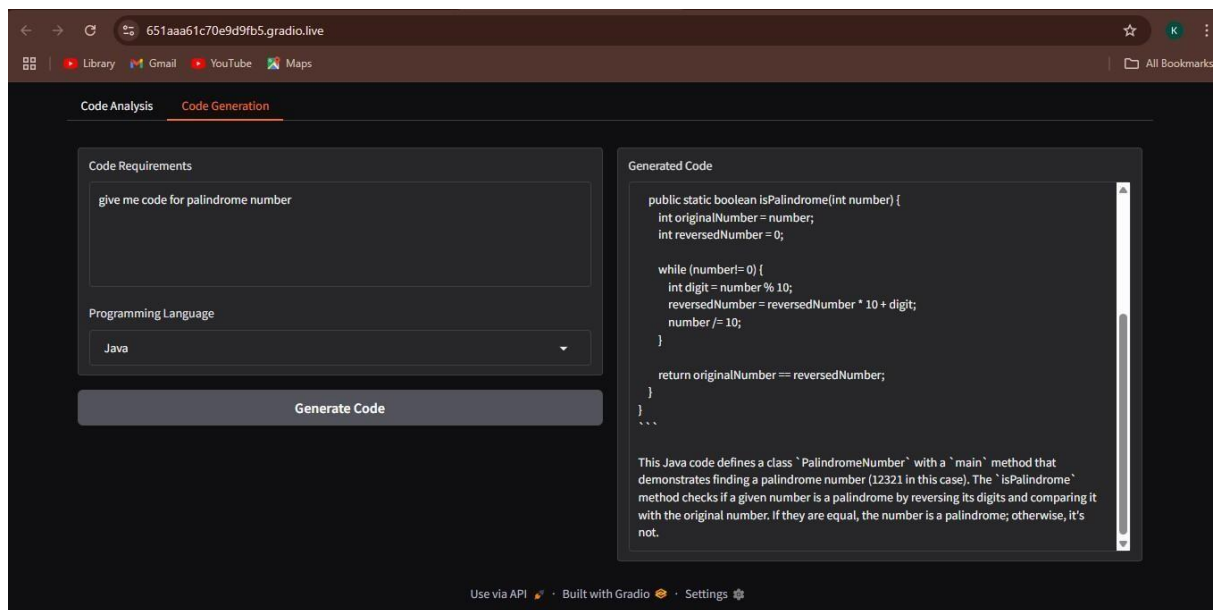 651aaa61c70e9d9fb5.gradio.live
K
Library Gmail YouTube Maps
All Bookmarks
Code Analysis Code Generation
Code Requirements
give me code for palindrome number
Programming Language
Java
Generate Code
Generated Code
public static boolean isPalindrome(int number) {
int originalNumber = number;
int reversedNumber = 0;
while (number!= 0) {
int digit = number % 10;
reversedNumber = reversedNumber * 10 + digit;
number /= 10;
}
return originalNumber == reversedNumber;
}
}
```
This Java code defines a class `PalindromeNumber` with a `main` method that
demonstrates finding a palindrome number (12321 in this case). The `isPalindrome`
method checks if a given number is a palindrome by reversing its digits and comparing it
with the original number. If they are equal, the number is a palindrome; otherwise, it's
not.
Use via API · Built with Gradio · Settings